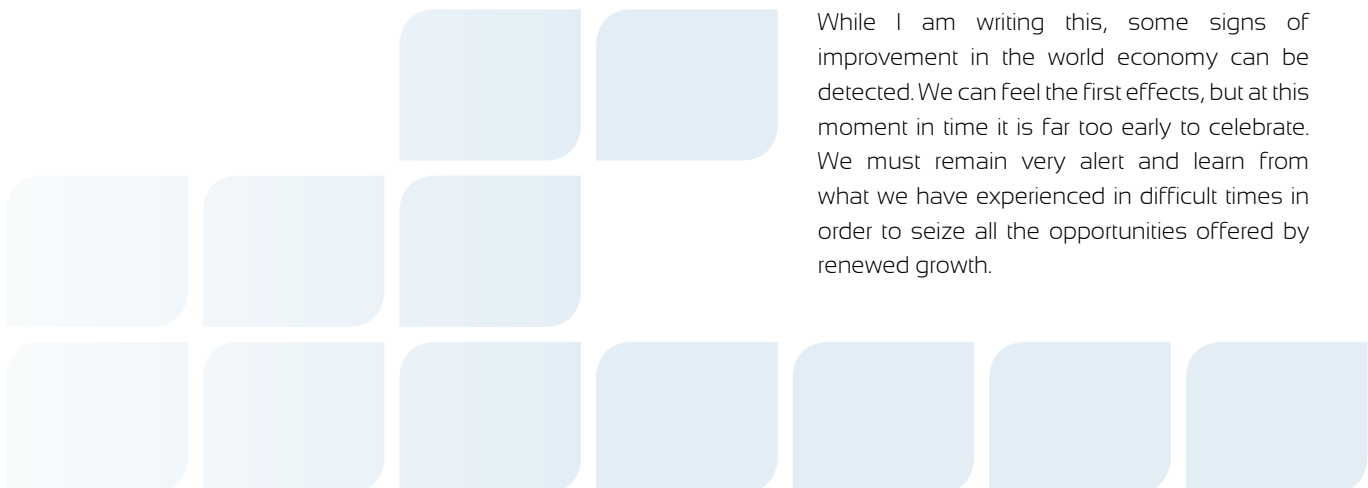 While I am writing this, some signs of
improvement in the world economy can be
detected. We can feel the first effects, but at this
moment in time it is far too early to celebrate.
We must remain very alert and learn from
what we have experienced in difficult times in
order to seize all the opportunities offered by
renewed growth.